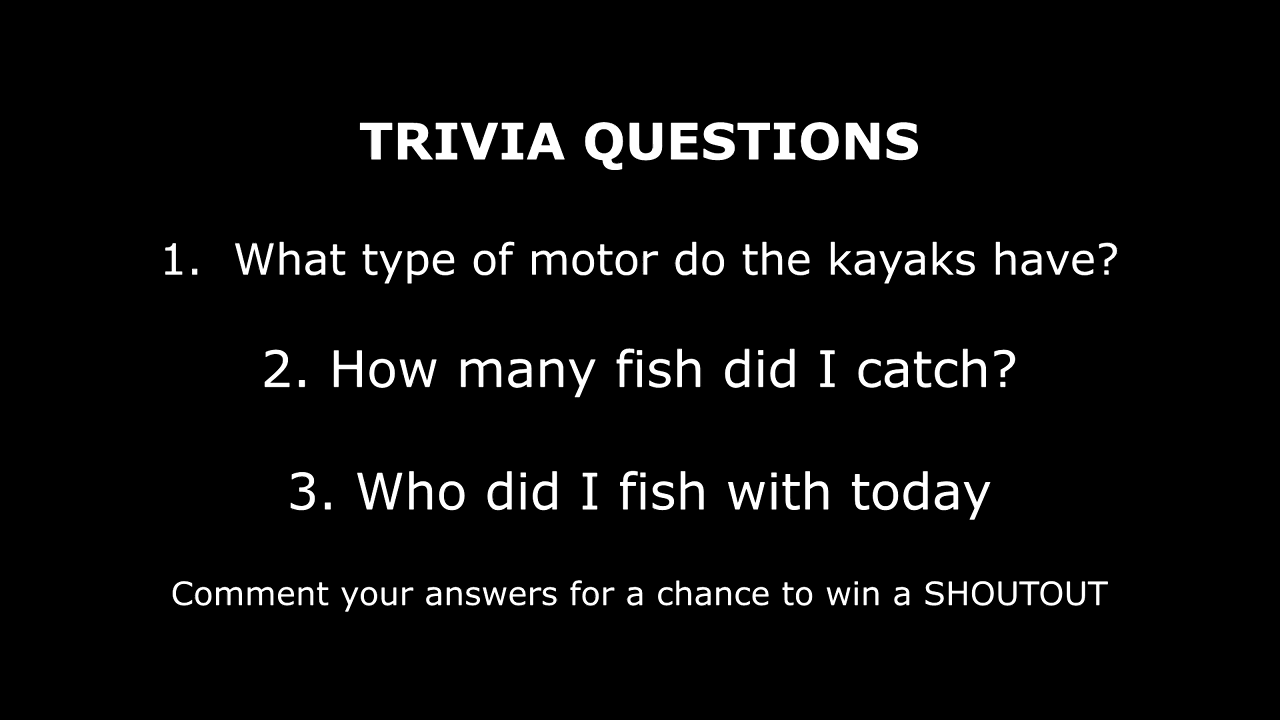 TRIVIA QUESTIONS
1.  What type of motor do the kayaks have?
2. How many fish did I catch?
3. Who did I fish with today
Comment your answers for a chance to win a SHOUTOUT